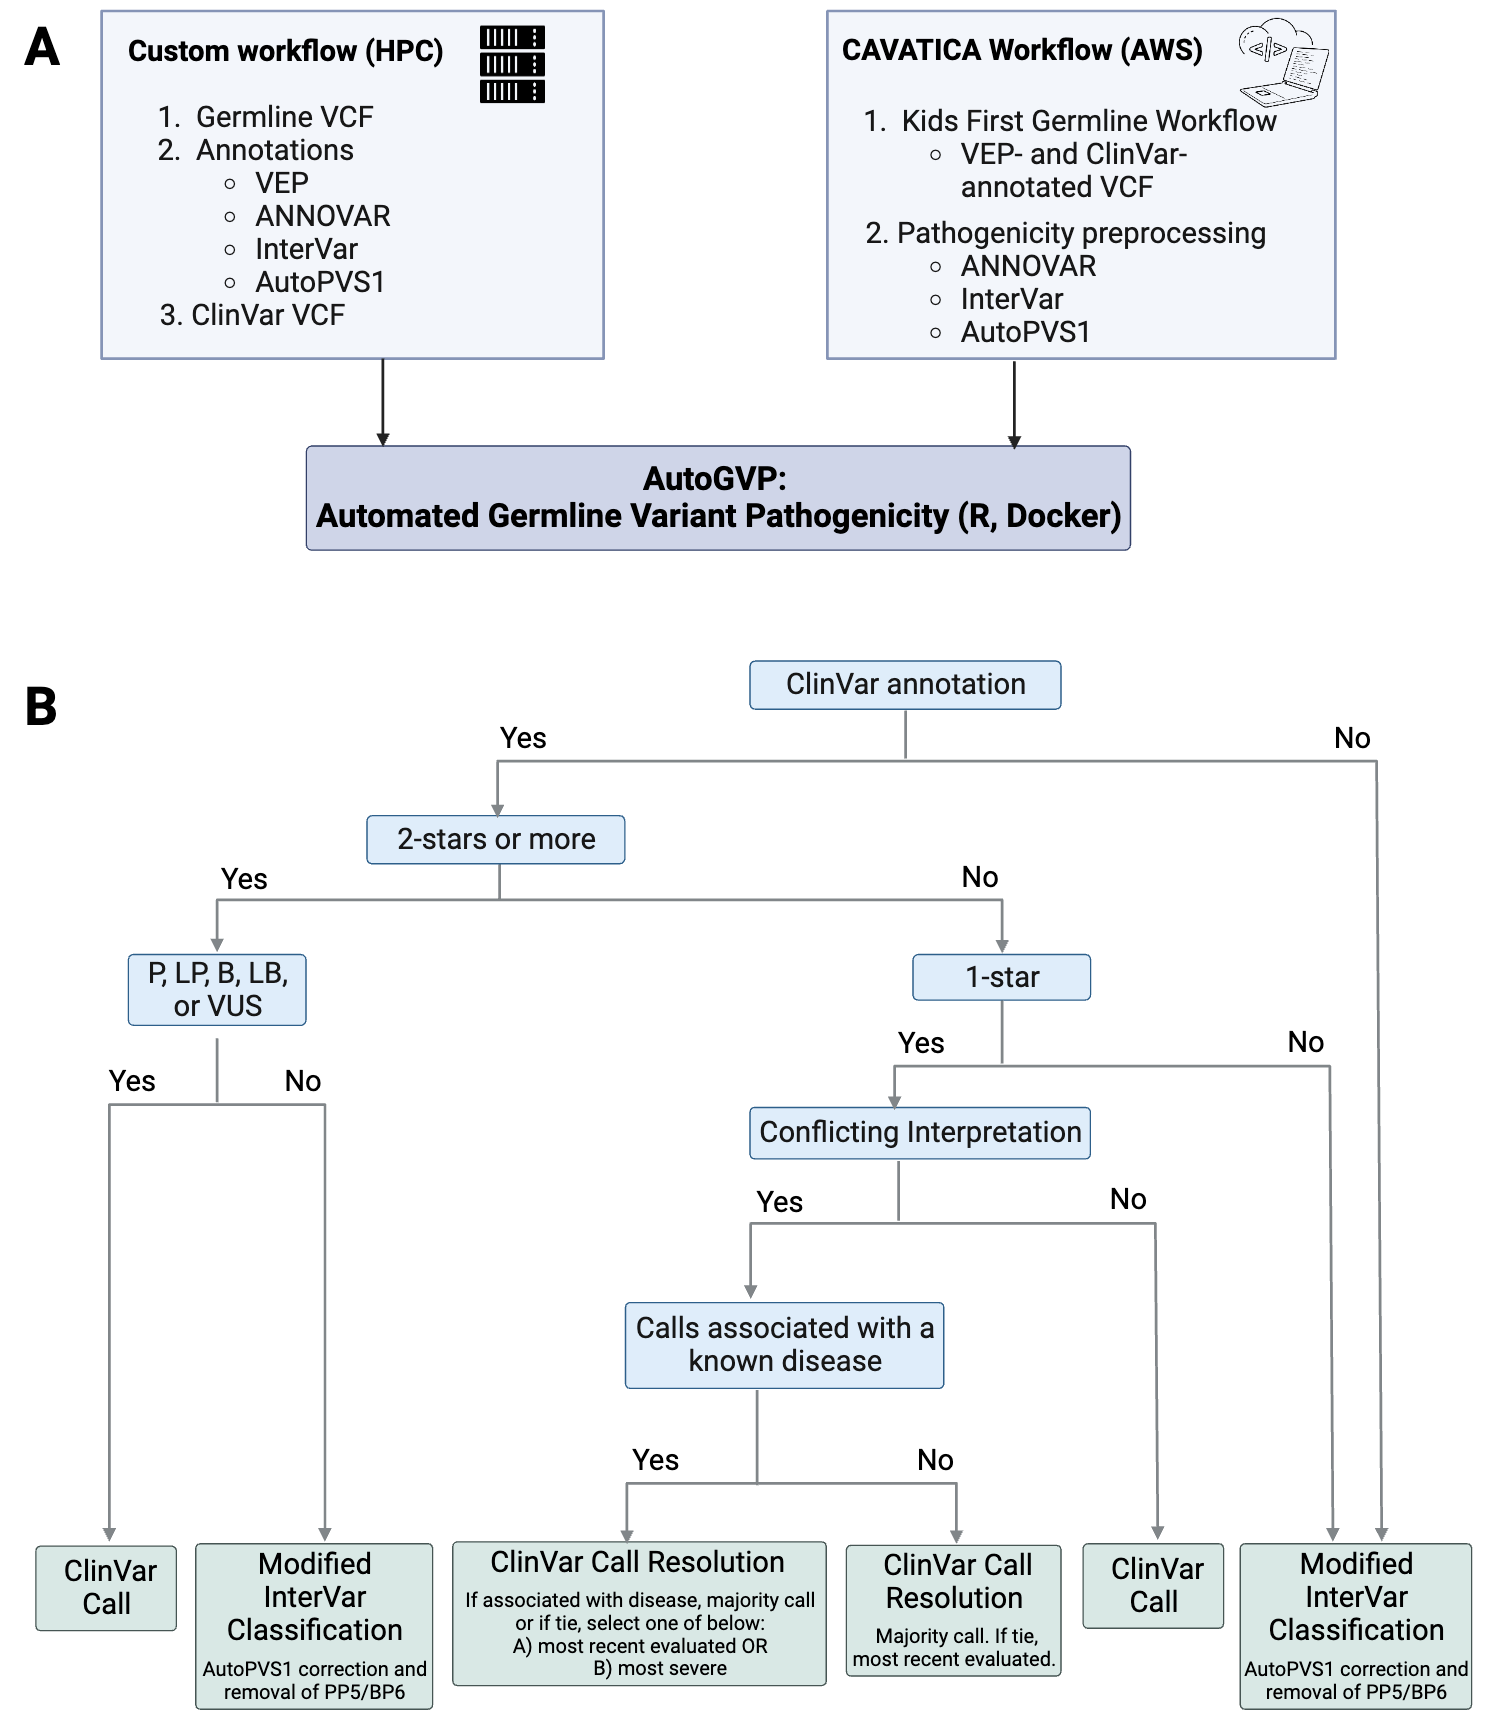 A
Custom workflow (HPC)
1. Germline VCF
2. Annotations
VEP
ANNOVAR
InterVar
AutoPVS1
3. ClinVar VCF
CAVATICA Workflow (AWS)
</>
1. Kids First Germline Workflow
VEP- and ClinVar-
annotated VCF
2. Pathogenicity preprocessing
ANNOVAR
InterVar
AutoPVS1
AutoGVP:
Automated Germline Variant Pathogenicity (R, Docker)
B
ClinVar annotation
Yes
No
2-stars or more
Yes
No
P, LP, B, LB,
or VUS
1-star
Yes
No
Yes
No
Conflicting Interpretation
Yes
No
Calls associated with a
known disease
Yes
No
ClinVar
Call
Modified
InterVar
Classification
AutoPVS1 correction and
removal of PP5/BP6
ClinVar Call Resolution
If associated with disease, majority call
or if tie, select one of below:
A) most recent evaluated OR
B) most severe
ClinVar Call
Resolution
Majority call. If tie,
most recent evaluated.
ClinVar
Call
Modified
InterVar
Classification
AutoPVS1 correction and
removal of PP5/BP6